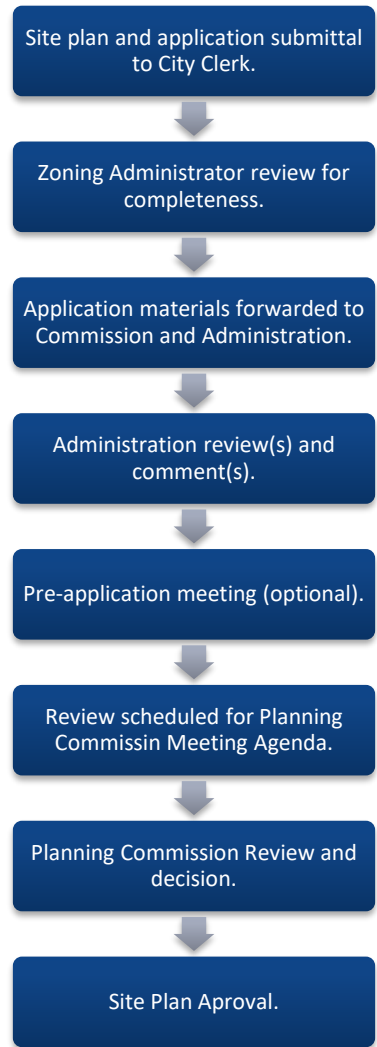 Site plan and application submittal
to City Clerk.
Zoning Administrator review for
completeness.
Application materials forwarded to
Commission and Administration.
Administration review(s) and
comment(s).
Pre-application meeting (optional).
Review scheduled for Planning
Commissin Meeting Agenda.
Planning Commission Review and
decision.
Site Plan Aproval.